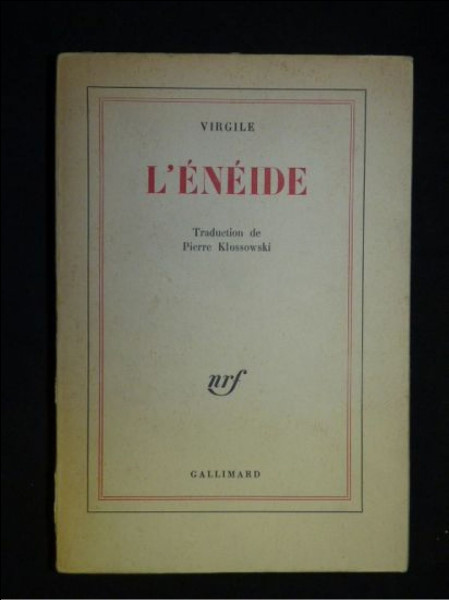 VIRGILE
L'ÉNÉIDE
Traduction de
Pierre Klossowski
nrf
GALLIMARD